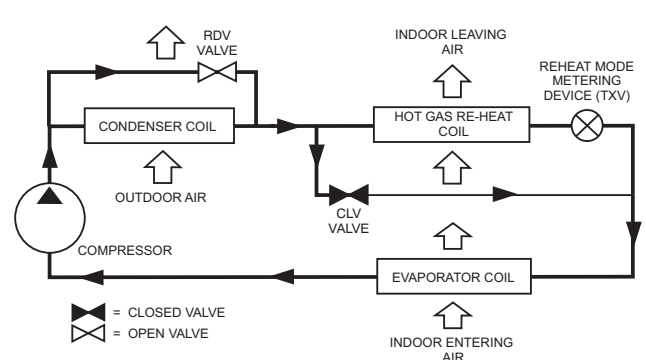 RDV
VALVE
INDOOR LEAVING
AIR
REHEAT MODE
METERING
DEVICE (TXV)
CONDENSER COIL
HOT GAS RE-HEAT
COIL
OUTDOOR AIR
CLV
VALVE
COMPRESSOR
EVAPORATOR COIL
= CLOSED VALVE
= OPEN VALVE
INDOOR ENTERING
AIR